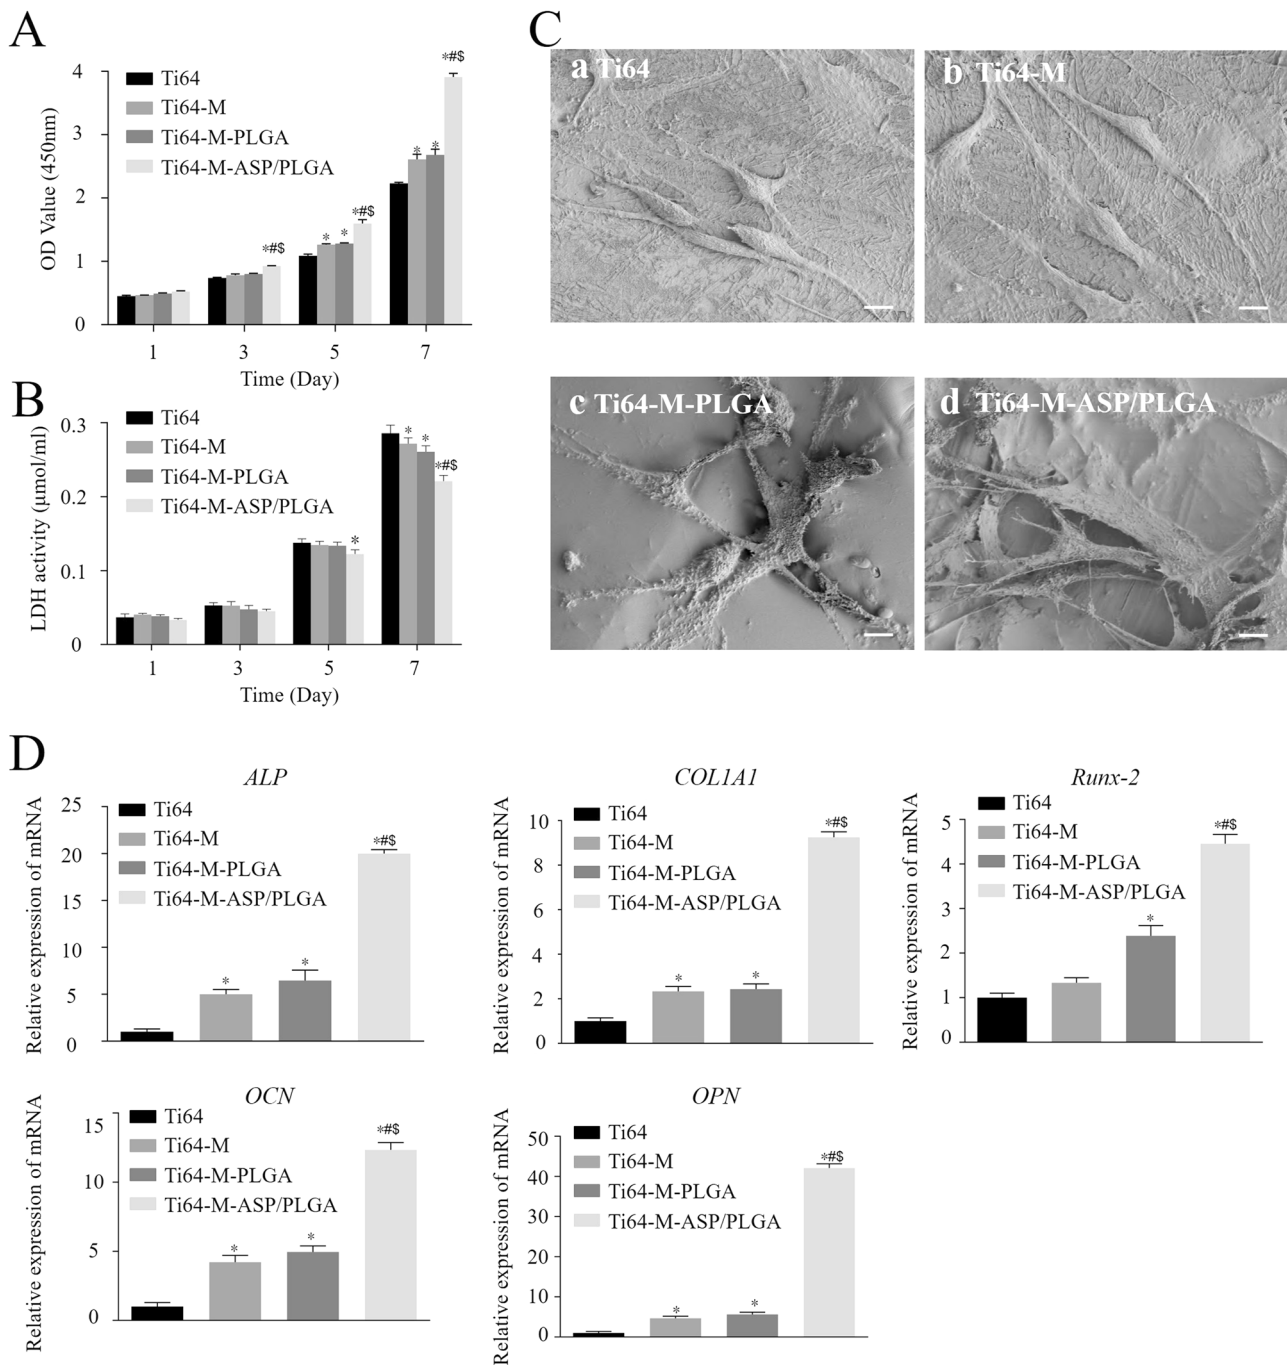 A
*#$
4
Ti64
Ti64-M
Ti64-M-PLGA
Ti64-M-ASP/PLGA
3
* *
2
*#$
* *
*#$
1
0
OD Value (450nm)
1 3 5 7
Time (Day)
B
0.3
Ti64
Ti64-M
Ti64-M-PLGA
Ti64-M-ASP/PLGA
* *
*#$
0.2
*
0.1
0
LDH activity (μmol/ml)
1 3 5 7
Time (Day)
C
a Ti64
b Ti64-M
c Ti64-M-PLGA
d Ti64-M-ASP/PLGA
D
ALP
Relative expression of mRNA
25
20
15
10
5
0
Ti64
Ti64-M
Ti64-M-PLGA
Ti64-M-ASP/PLGA
* * *#$
COL1A1
Relative expression of mRNA
10
8
6
4
2
0
Ti64
Ti64-M
Ti64-M-PLGA
Ti64-M-ASP/PLGA
* * *#$
Runx-2
Relative expression of mRNA
5
4
3
2
1
0
Ti64
Ti64-M
Ti64-M-PLGA
Ti64-M-ASP/PLGA
* *#$
OCN
Relative expression of mRNA
15
10
5
0
Ti64
Ti64-M
Ti64-M-PLGA
Ti64-M-ASP/PLGA
* * *#$
OPN
Relative expression of mRNA
50
40
30
20
10
0
Ti64
Ti64-M
Ti64-M-PLGA
Ti64-M-ASP/PLGA
* * *#$